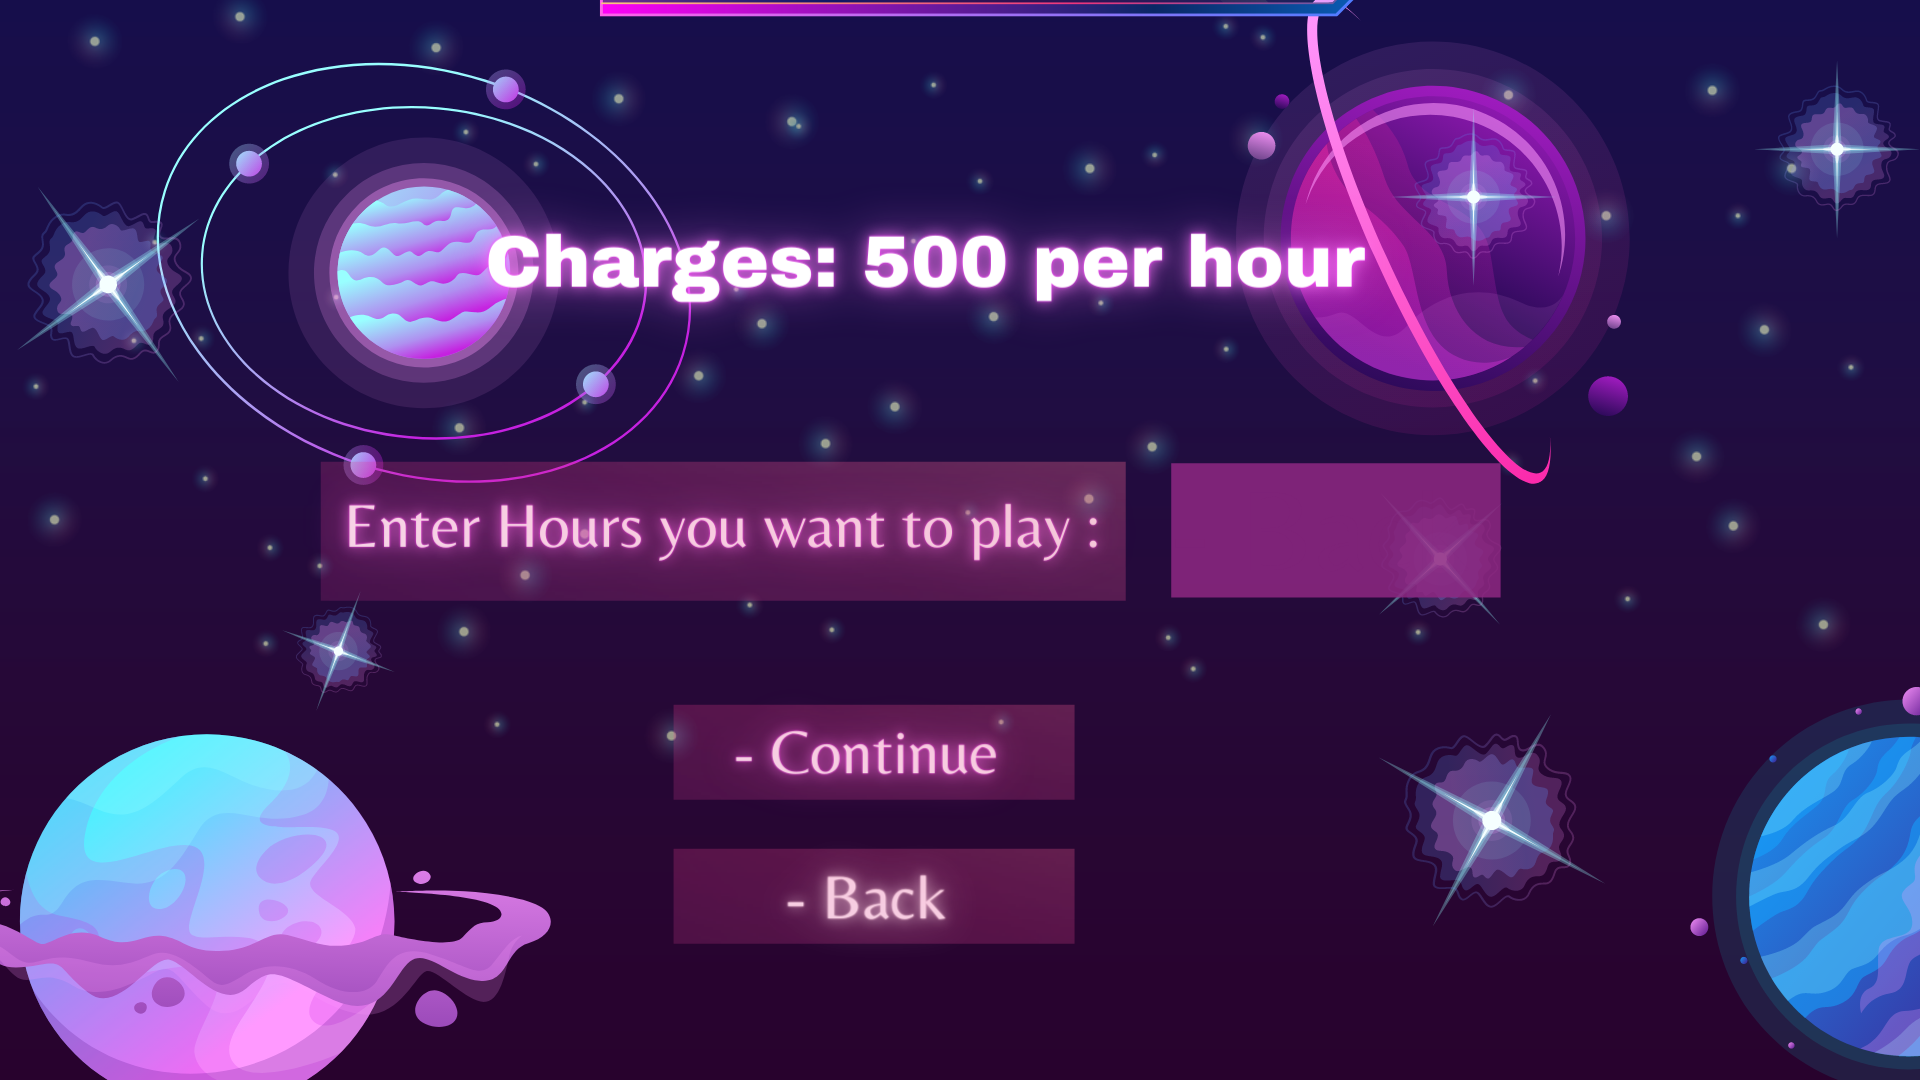 Charges: 500 per hour
Enter Hours you want to play :
- Continue
- Back